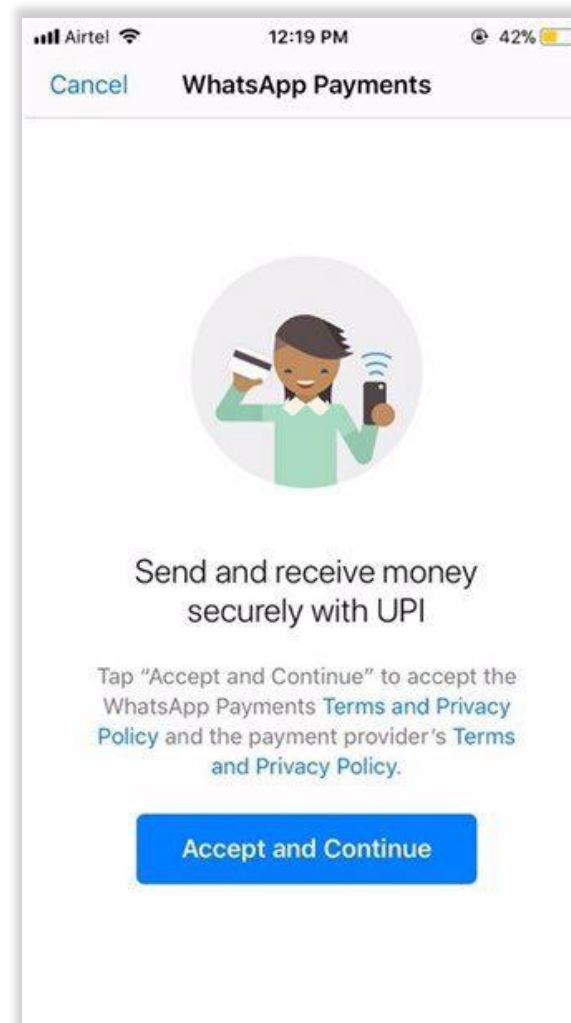 Airtel 12:19 PM 42%
Cancel WhatsApp Payments
Send and receive money
securely with UPI
Tap “Accept and Continue” to accept the
WhatsApp Payments Terms and Privacy
Policy and the payment provider’s Terms
and Privacy Policy.
Accept and Continue